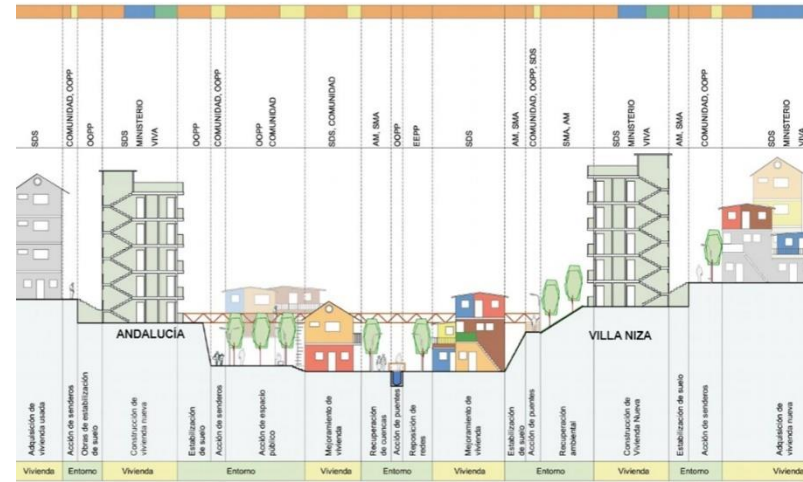 SDS
COMUNIDAD, OOPP
OOPP
SDS
MINISTERIO
VIVA
OOPP
COMUNIDAD, OOPP
OOPP
COMUNIDAD
SDS, COMUNIDAD
AM, SMA
OOPP
EEPP
SDS
AM, SMA
COMUNIDAD, OOPP, SDS
SMA, AM
SDS
MINISTERIO
VIVA
AM, SMA
COMUNIDAD, OOPP
SDS
MINISTERIO
VIVA
ANDALUCÍA
VILLA NIZA
Adquisición de
vivienda usada
Acción de senderos
Obras de estabilización
de suelo
Construcción de
vivienda nueva
Estabilización
de suelo
Acción de senderos
Acción de espacio
público
Mejoramiento de
vivienda
Recuperación
de cuencas
Acción de puentes
Reposición de
redes
Mejoramiento de
vivienda
Estabilización
de suelo
Acción de puentes
Recuperación
ambiental
Construcción de
Vivienda Nueva
Estabilización de suelo
Acción de senderos
Adquisición de
vivienda nueva
Vivienda
Entorno
Vivienda
Entorno
Vivienda
Entorno
Vivienda
Entorno
Vivienda
Entorno
Vivienda